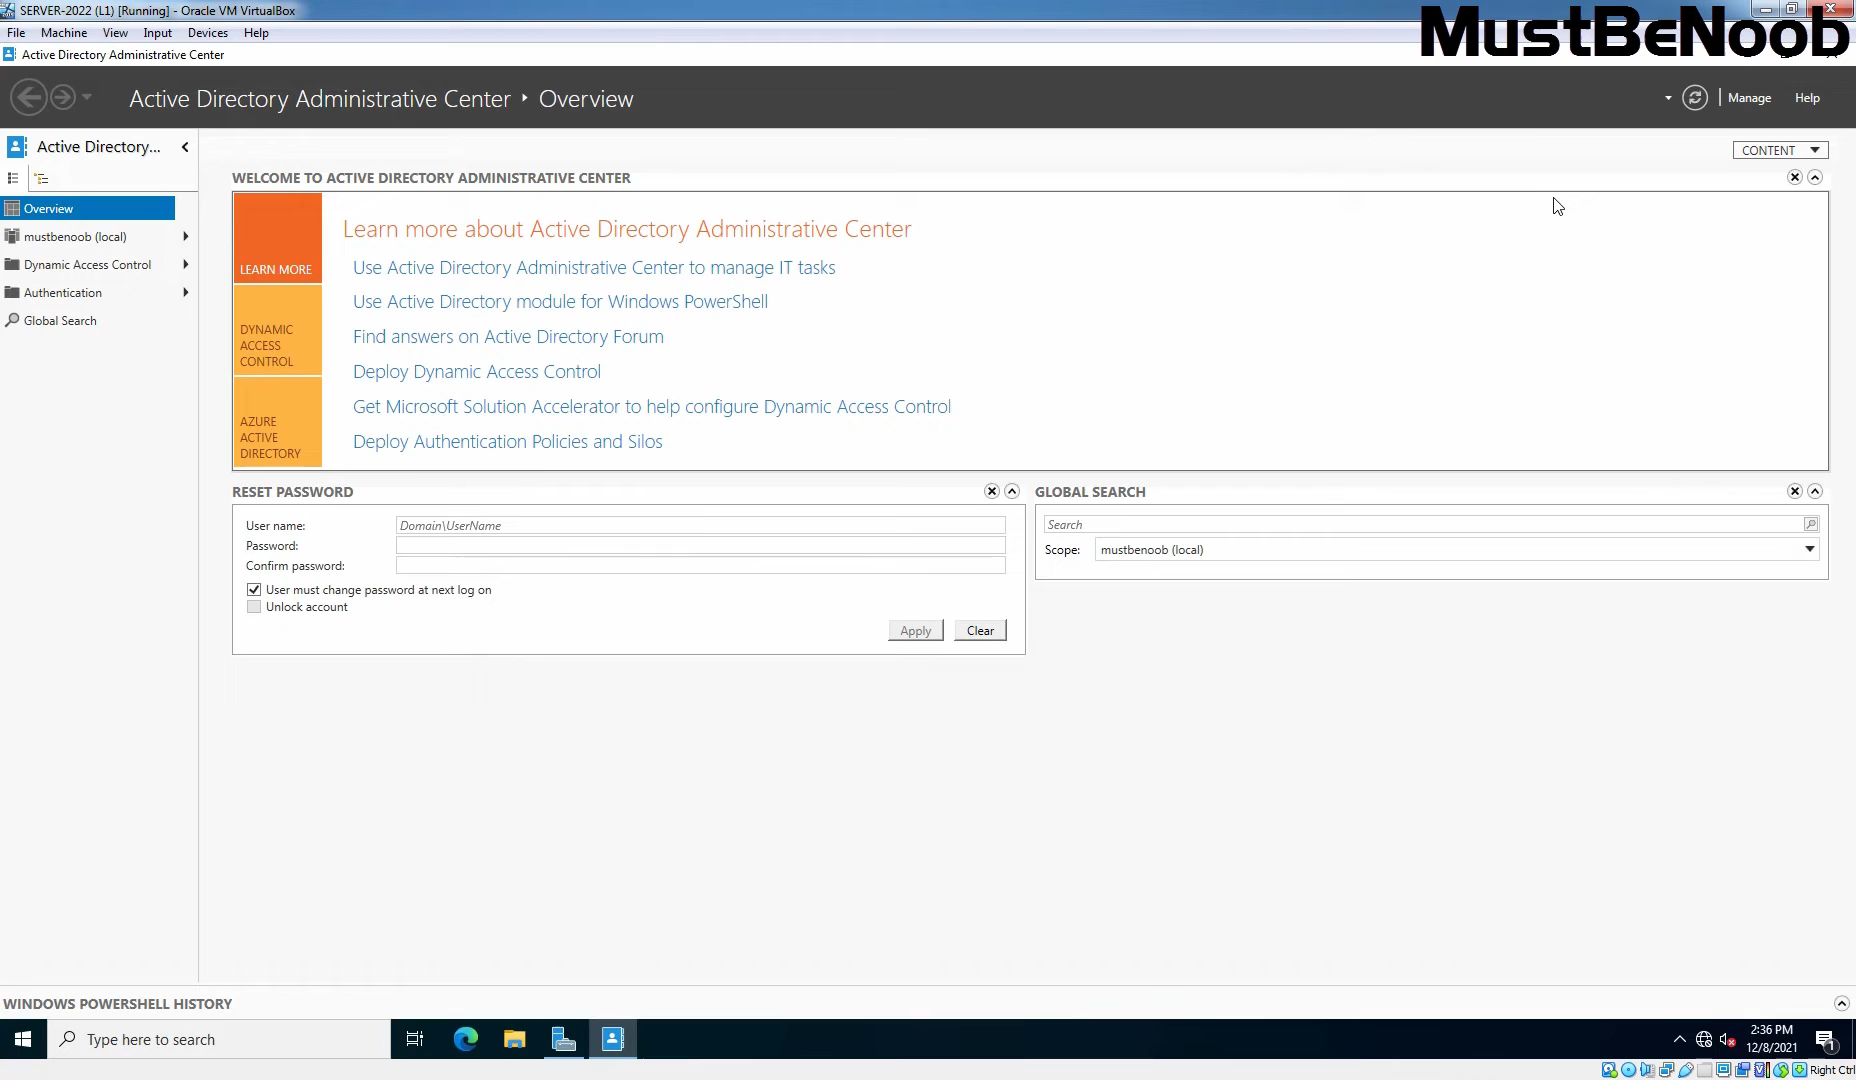 SERVER-2022 (L1) [Running] - Oracle VM VirtualBox
MustBeNoob
File Machine View Input Devices Help
Active Directory Administrative Center
Active Directory Administrative Center ‣ Overview
Manage Help
Active Directory...
CONTENT
WELCOME TO ACTIVE DIRECTORY ADMINISTRATIVE CENTER
Overview
mustbenoob (local)
Dynamic Access Control
Authentication
Global Search
LEARN MORE
DYNAMIC
ACCESS
CONTROL
AZURE
ACTIVE
DIRECTORY
Learn more about Active Directory Administrative Center
Use Active Directory Administrative Center to manage IT tasks
Use Active Directory module for Windows PowerShell
Find answers on Active Directory Forum
Deploy Dynamic Access Control
Get Microsoft Solution Accelerator to help configure Dynamic Access Control
Deploy Authentication Policies and Silos
RESET PASSWORD
User name: Domain\UserName
Password:
Confirm password:
User must change password at next log on
Unlock account
Apply Clear
GLOBAL SEARCH
Search
Scope: mustbenoob (local)
WINDOWS POWERSHELL HISTORY
Type here to search
2:36 PM
12/8/2021
1
Right Ctrl